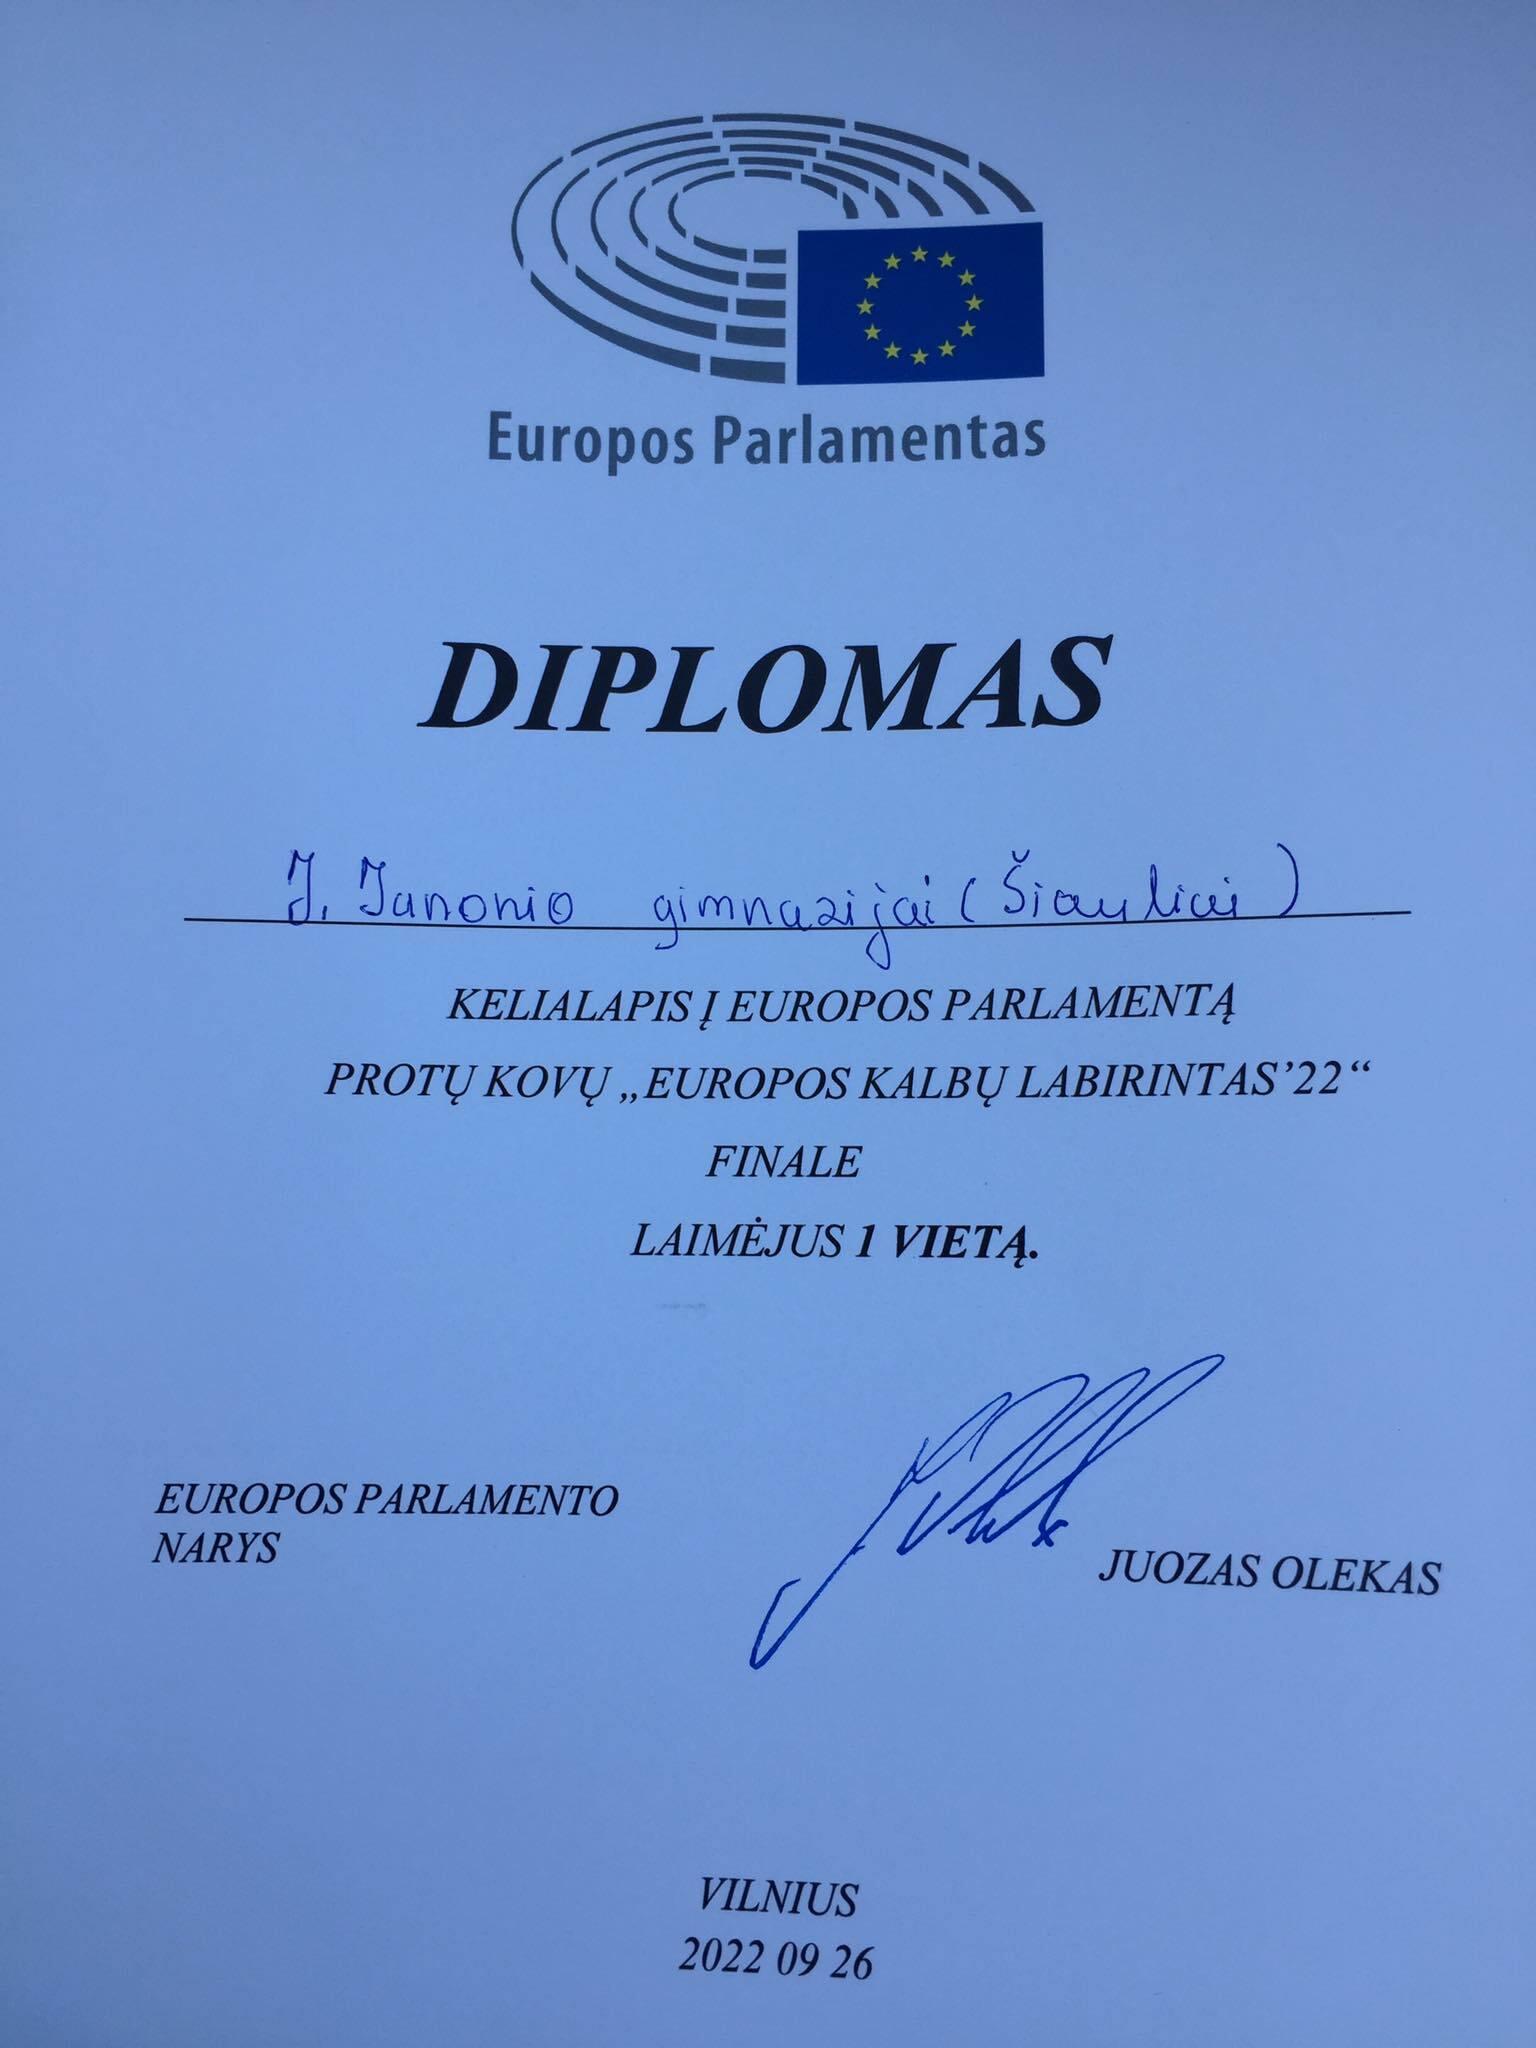 Europos Parlamentas
DIPLOMAS
J. Janonio gimnazijai (Šiauliai)
KELIALAPIS Į EUROPOS PARLAMENTĄ
PROTŲ KOVŲ „EUROPOS KALBŲ LABIRINTAS’22“
FINALE
LAIMĖJUS 1 VIETĄ.
EUROPOS PARLAMENTO
NARYS
JUOZAS OLEKAS
VILNIUS
2022 09 26